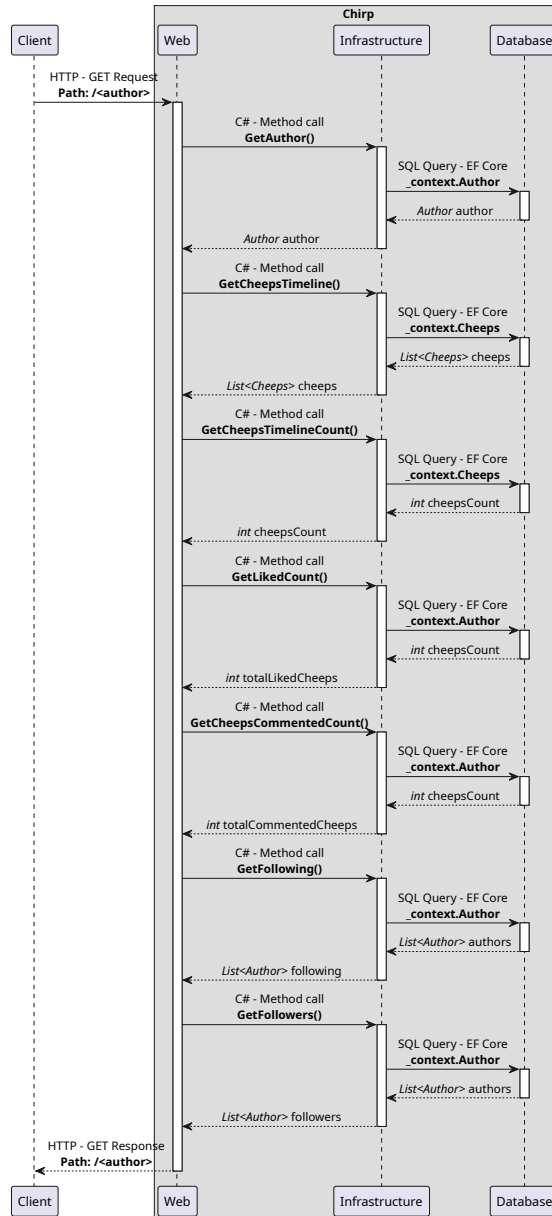 Chirp
Client
Web
Infrastructure
Database
HTTP - GET Request
Path: /<author>
C# - Method call
GetAuthor()
SQL Query - EF Core
_context.Author
Author author
Author author
C# - Method call
GetCheepsTimeline()
SQL Query - EF Core
_context.Cheeps
List<Cheeps> cheeps
List<Cheeps> cheeps
C# - Method call
GetCheepsTimelineCount()
SQL Query - EF Core
_context.Cheeps
int cheepsCount
int cheepsCount
C# - Method call
GetLikedCount()
SQL Query - EF Core
_context.Author
int cheepsCount
int totalLikedCheeps
C# - Method call
GetCheepsCommentedCount()
SQL Query - EF Core
_context.Author
int cheepsCount
int totalCommentedCheeps
C# - Method call
GetFollowing()
SQL Query - EF Core
_context.Author
List<Author> authors
List<Author> following
C# - Method call
GetFollowers()
SQL Query - EF Core
_context.Author
List<Author> authors
List<Author> followers
HTTP - GET Response
Path: /<author>
Client
Web
Infrastructure
Database